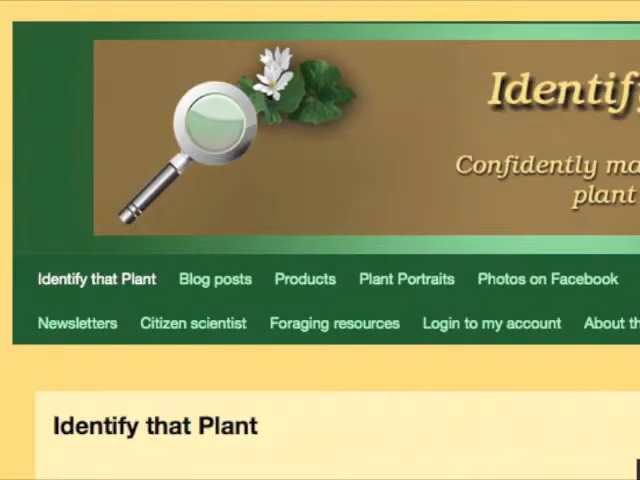 Identif
Confidently ma
plant
Identify that Plant Blog posts Products Plant Portraits Photos on Facebook
Newsletters Citizen scientist Foraging resources Login to my account About th
Identify that Plant